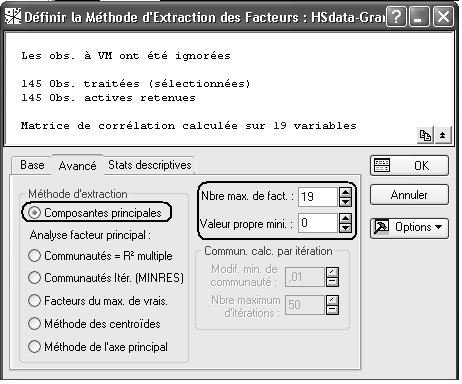 Définir la Méthode d'Extraction des Facteurs : HSdata-Gran
Les obs. à VM ont été ignorées
145 Obs. traitées (sélectionnées)
145 Obs. actives retenues
Matrice de corrélation calculée sur 19 variables
Base Avancé Stats descriptives
Méthode d'extraction
Composantes principales
Analyse facteur principal :
Communautés = R² multiple
Communautés Itér. (MINRES)
Facteurs du max. de vrais.
Méthode des centroïdes
Méthode de l'axe principal
Nbre max. de fact. : 19
Valeur propre mini. : 0
Commun. calc. par itération
Modif. min. de
communauté : ,01
Nbre maximum
d'itérations : 50
OK
Annuler
Options